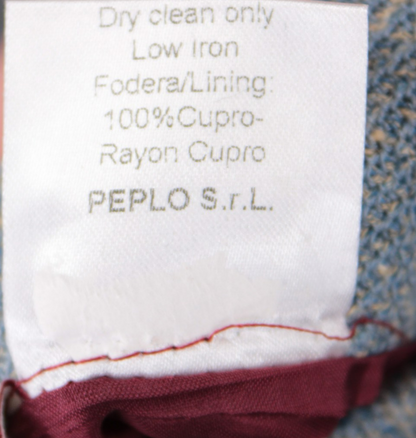 Dry clean only
Low Iron
Fodera/Lining:
100%Cupro-
Rayon Cupro
PEPLO S.r.L.